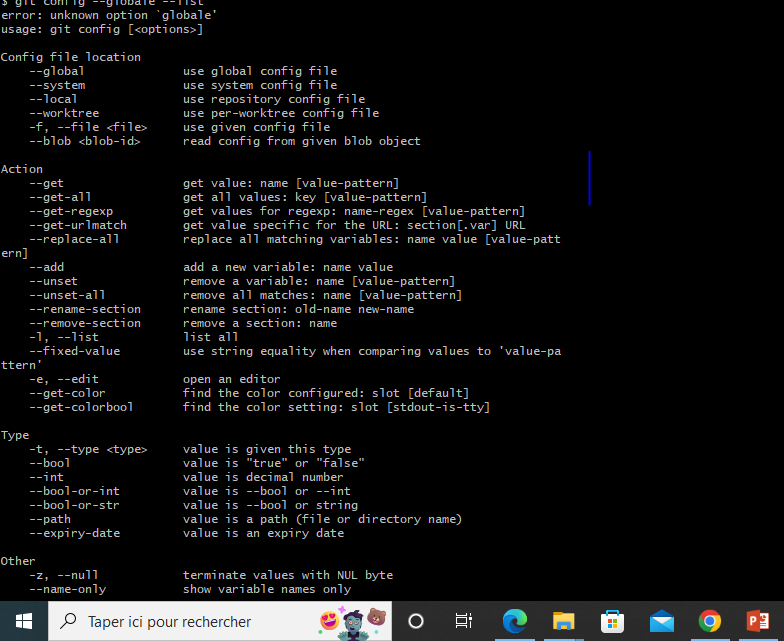 $ git config --globale --list
error: unknown option `globale'
usage: git config [<options>]
Config file location
--global use global config file
--system use system config file
--local use repository config file
--worktree use per-worktree config file
-f, --file <file> use given config file
--blob <blob-id> read config from given blob object
Action
--get get value: name [value-pattern]
--get-all get all values: key [value-pattern]
--get-regexp get values for regexp: name-regex [value-pattern]
--get-urlmatch get value specific for the URL: section[.var] URL
--replace-all replace all matching variables: name value [value-patt
ern]
--add add a new variable: name value
--unset remove a variable: name [value-pattern]
--unset-all remove all matches: name [value-pattern]
--rename-section rename section: old-name new-name
--remove-section remove a section: name
-l, --list list all
--fixed-value use string equality when comparing values to 'value-pa
ttern'
-e, --edit open an editor
--get-color find the color configured: slot [default]
--get-colorbool find the color setting: slot [stdout-is-tty]
Type
-t, --type <type> value is given this type
--bool value is "true" or "false"
--int value is decimal number
--bool-or-int value is --bool or --int
--bool-or-str value is --bool or string
--path value is a path (file or directory name)
--expiry-date value is an expiry date
Other
-z, --null terminate values with NUL byte
--name-only show variable names only
Taper ici pour rechercher